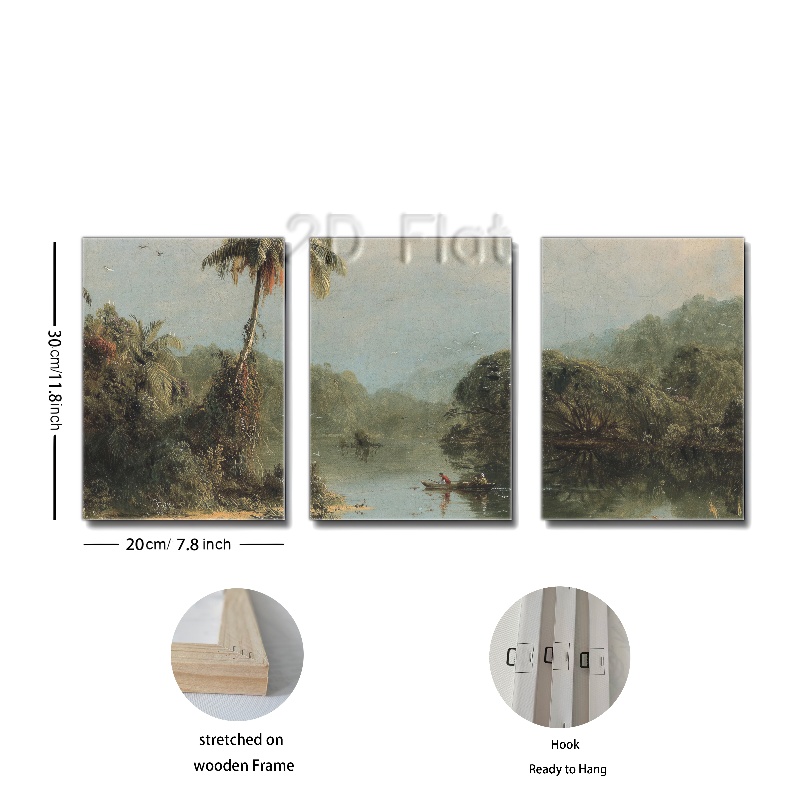 2D Flat
30cm/11.8inch
20cm/ 7.8 inch
stretched on
wooden Frame
Hook
Ready to Hang